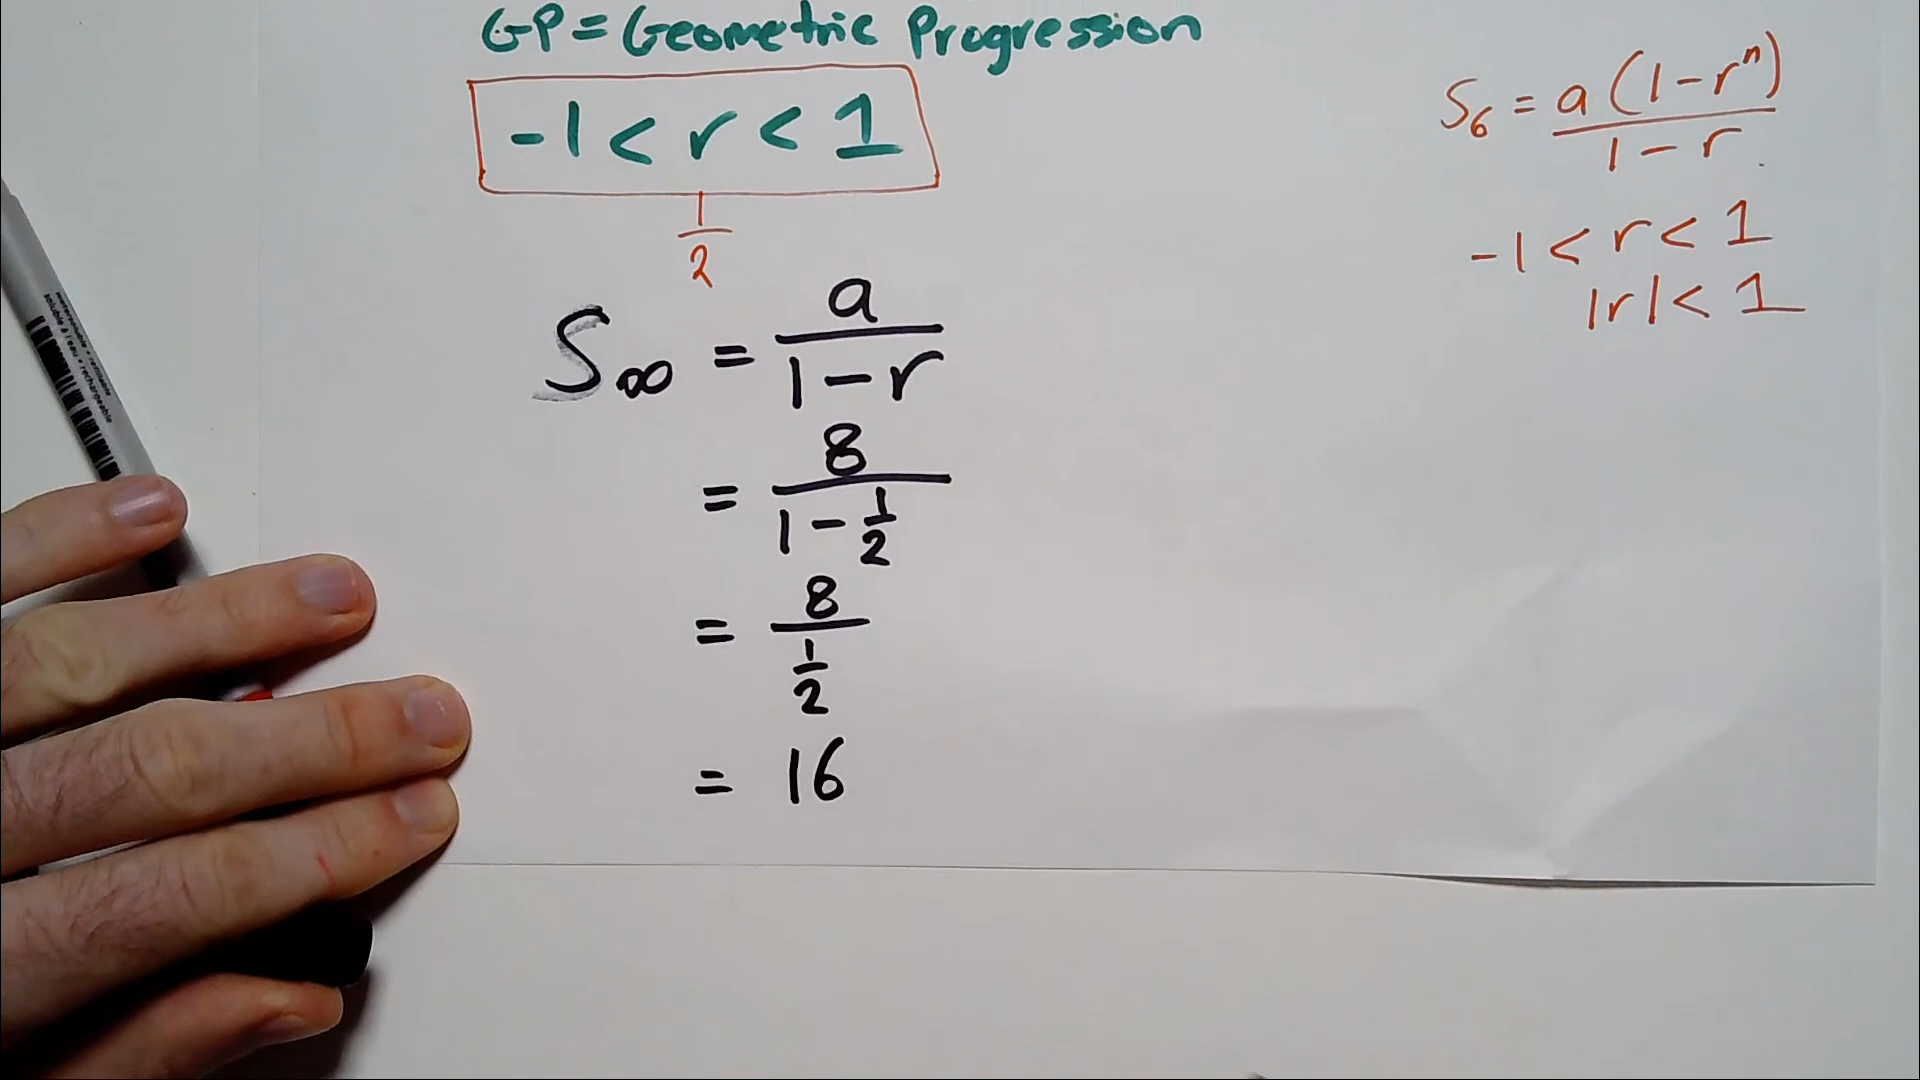 GP = Geometric Progression
-1 < r < 1
1/2
S∞ = a/(1-r)
= 8/(1-1/2)
= 8/(1/2)
= 16
S6 = a(1-r^n)/(1-r)
-1 < r < 1
|r| < 1